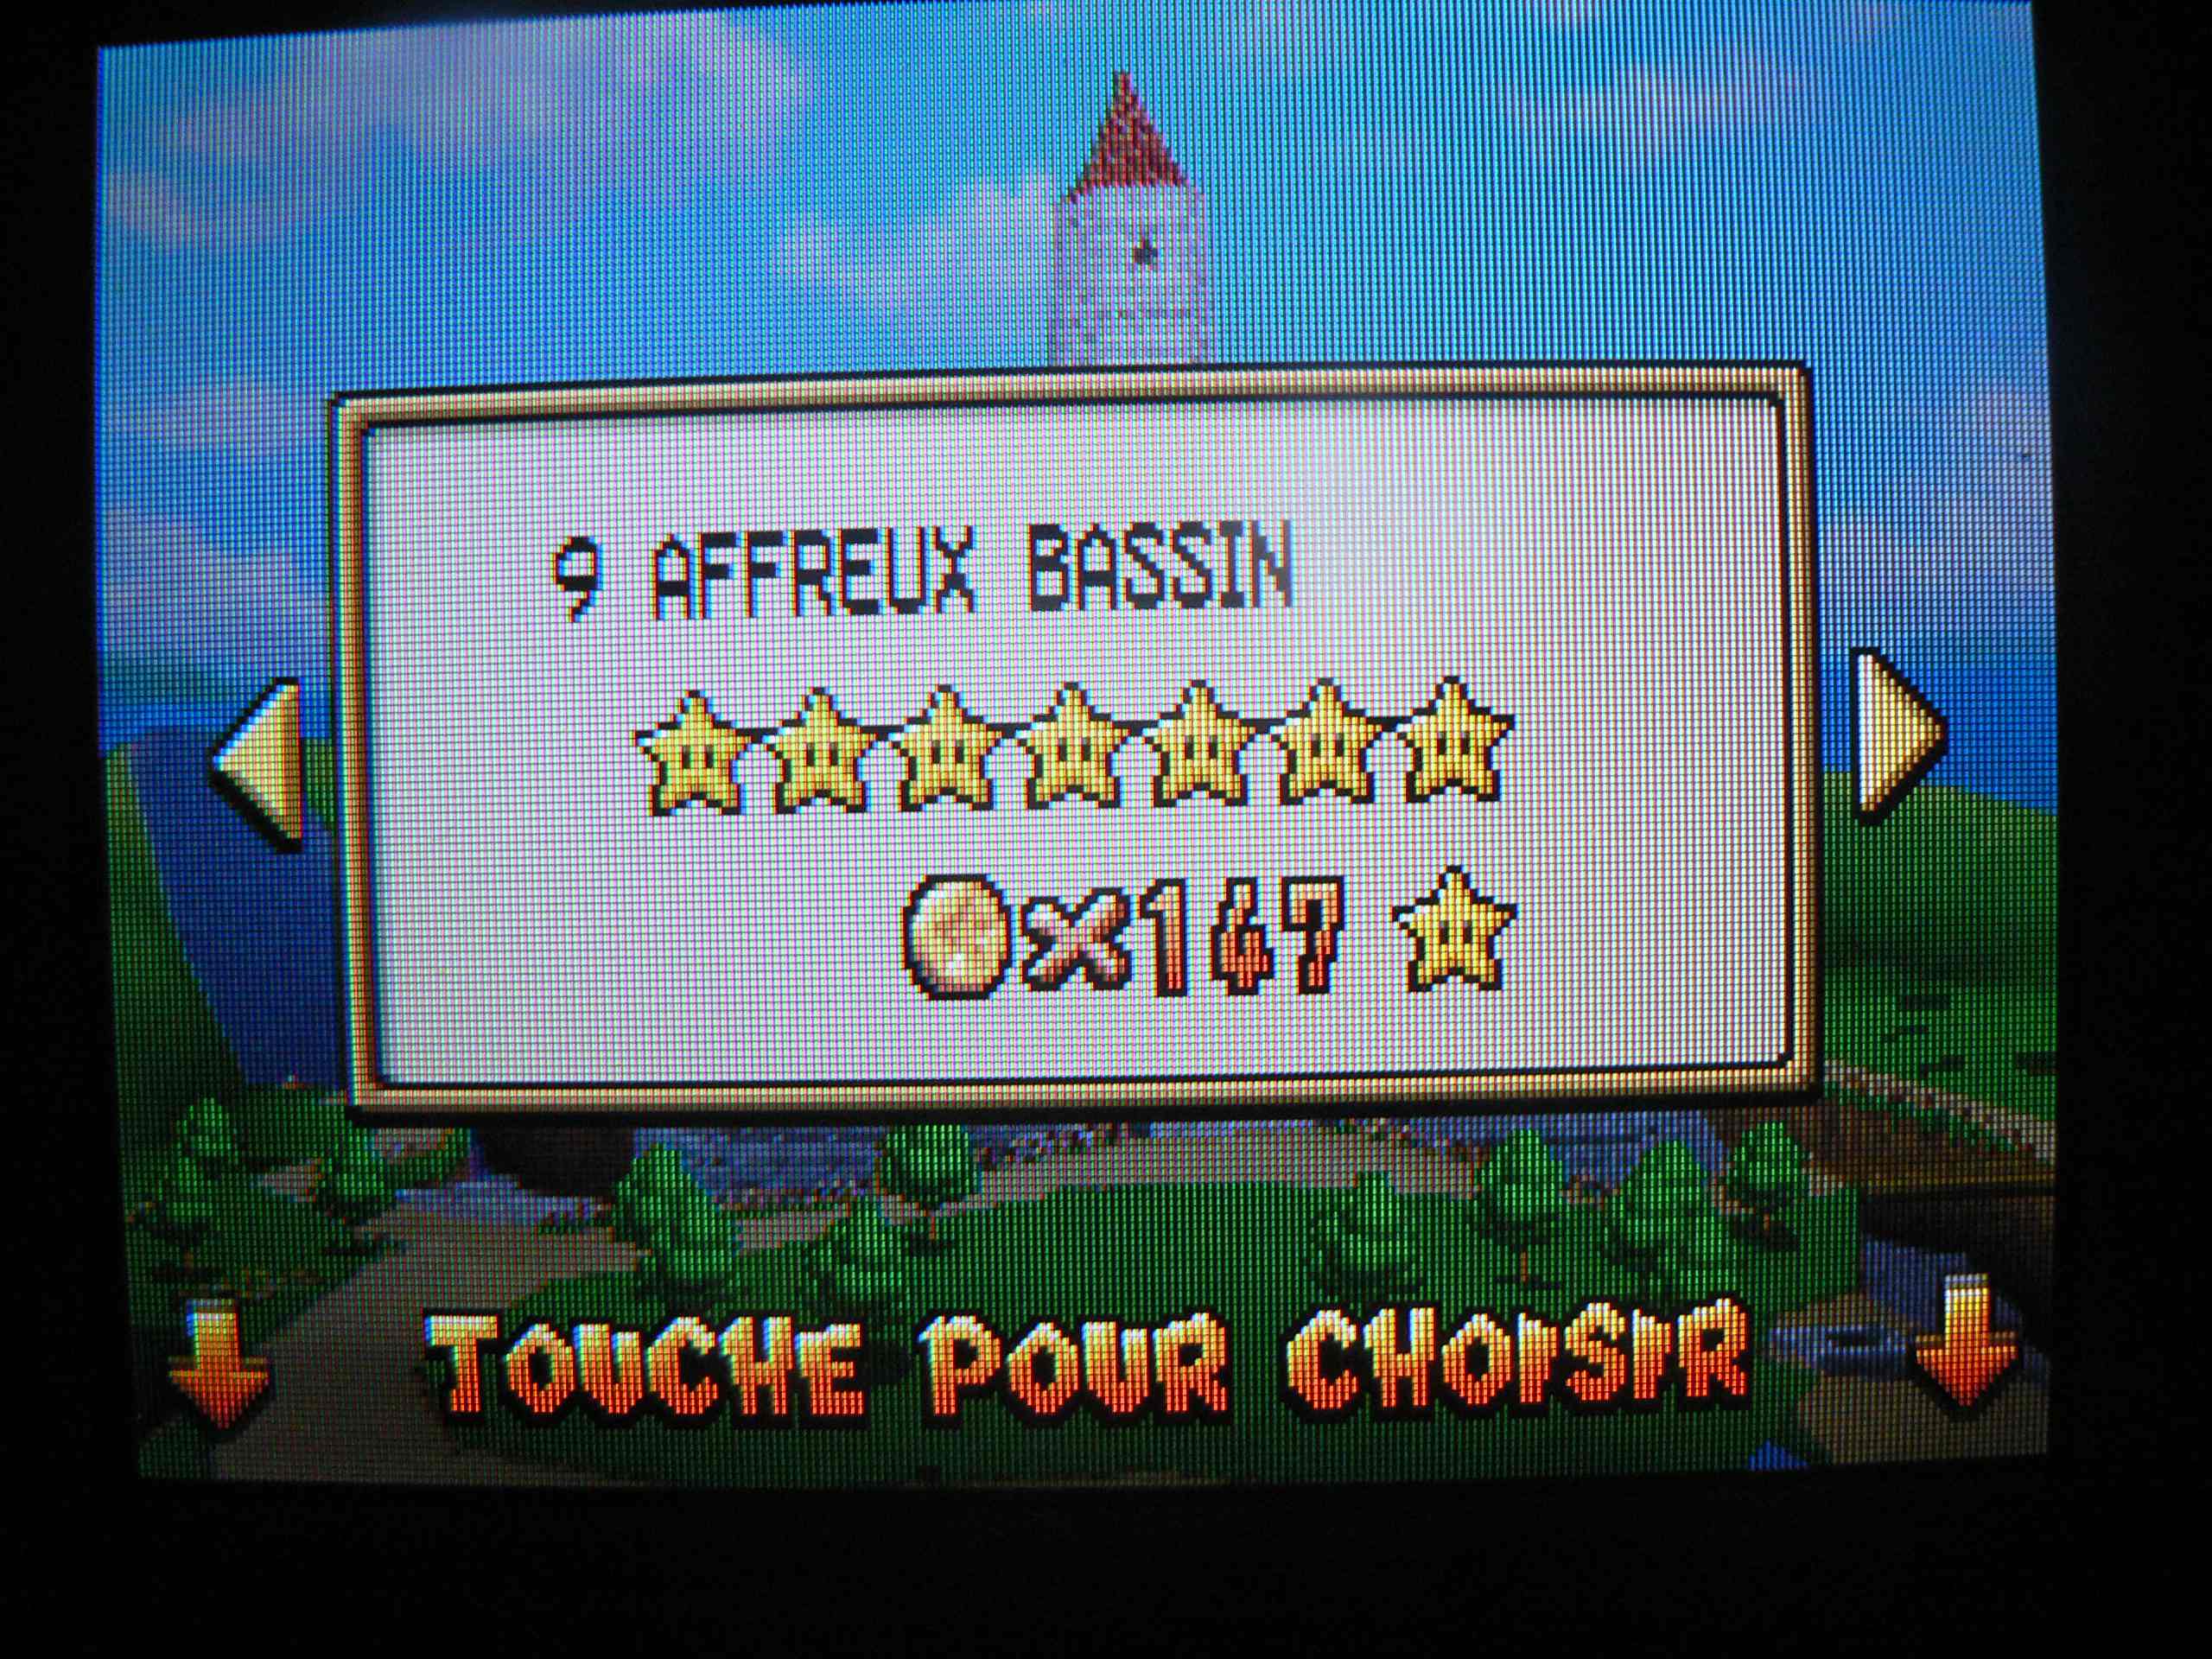 9 AFFREUX BASSIN
×147
TOUCHE POUR CHOISIR